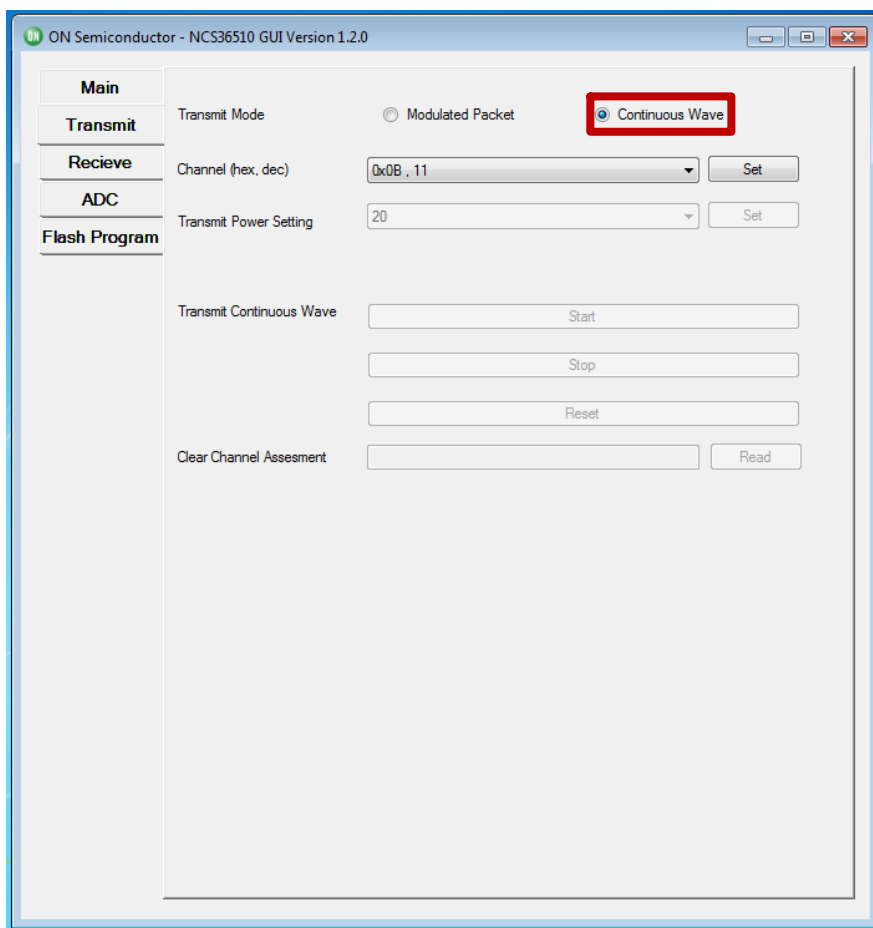 ON Semiconductor - NCS36510 GUI Version 1.2.0
Main
Transmit
Recieve
ADC
Flash Program
Transmit Mode Modulated Packet Continuous Wave
Channel (hex, dec) 0x0B , 11 Set
Transmit Power Setting 20 Set
Transmit Continuous Wave Start
Stop
Reset
Clear Channel Assesment Read